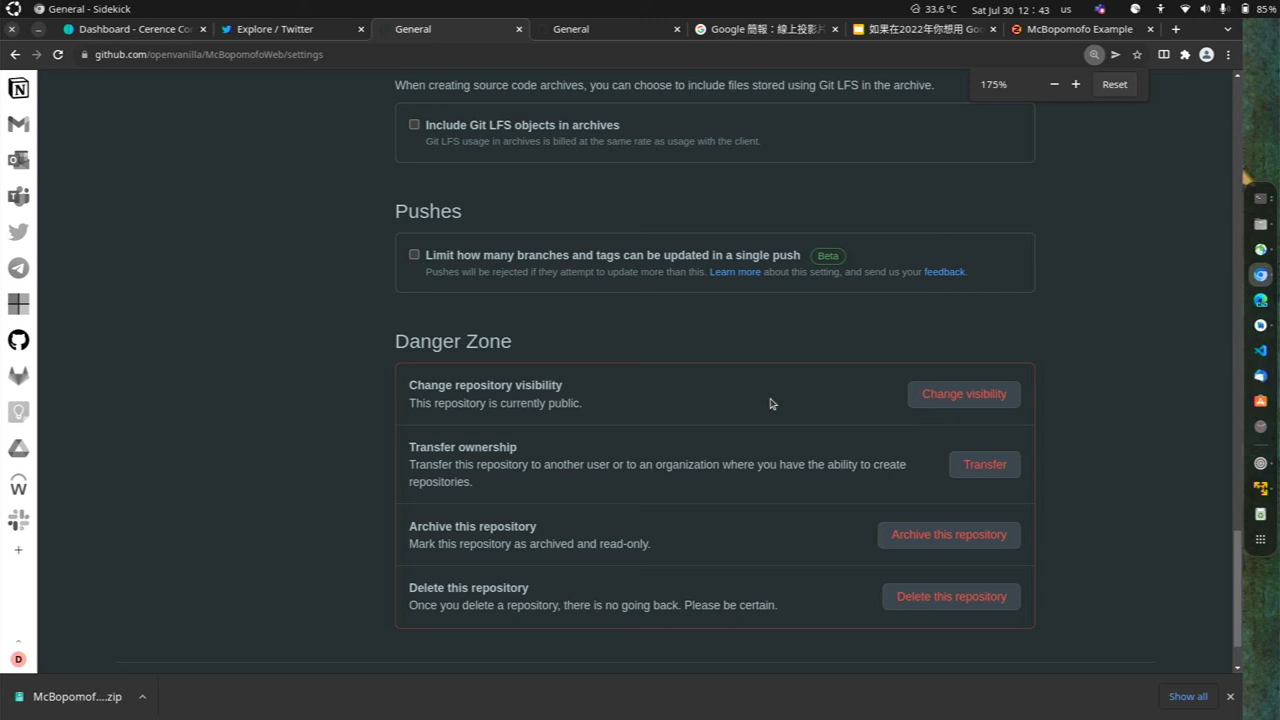 General - Sidekick
33.6 °C
Sat Jul 30 12:43
us
85%
Dashboard - Cerence Cor
Explore / Twitter
General
General
Google 簡報：線上投影片
如果在2022年你想用 Goo
McBopomofo Example
github.com/openvanilla/McBopomofoWeb/settings
175%
Reset
When creating source code archives, you can choose to include files stored using Git LFS in the archive.
Include Git LFS objects in archives
Git LFS usage in archives is billed at the same rate as usage with the client.
Pushes
Limit how many branches and tags can be updated in a single push
Beta
Pushes will be rejected if they attempt to update more than this. Learn more about this setting, and send us your feedback.
Danger Zone
Change repository visibility
This repository is currently public.
Change visibility
Transfer ownership
Transfer this repository to another user or to an organization where you have the ability to create
repositories.
Transfer
Archive this repository
Mark this repository as archived and read-only.
Archive this repository
Delete this repository
Once you delete a repository, there is no going back. Please be certain.
Delete this repository
D
McBopomof....zip
Show all